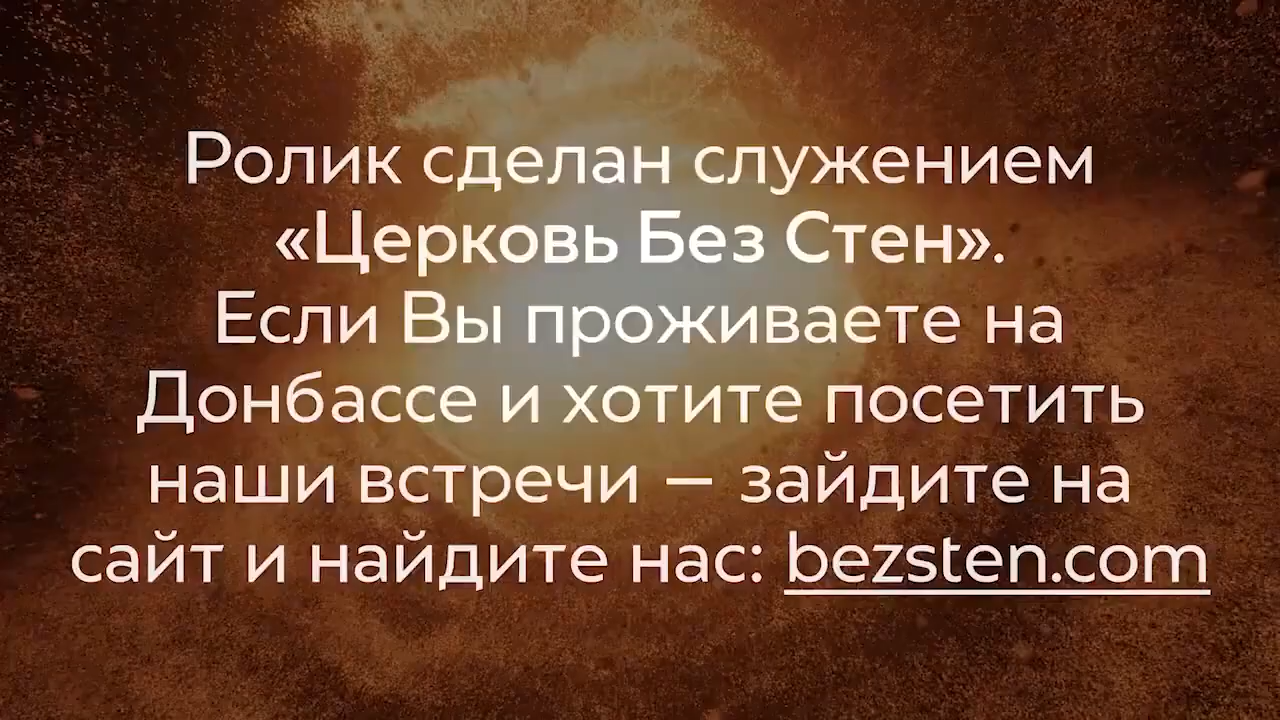 Ролик сделан служением
«Церковь Без Стен».
Если Вы проживаете на
Донбассе и хотите посетить
наши встречи – зайдите на
сайт и найдите нас: bezsten.com